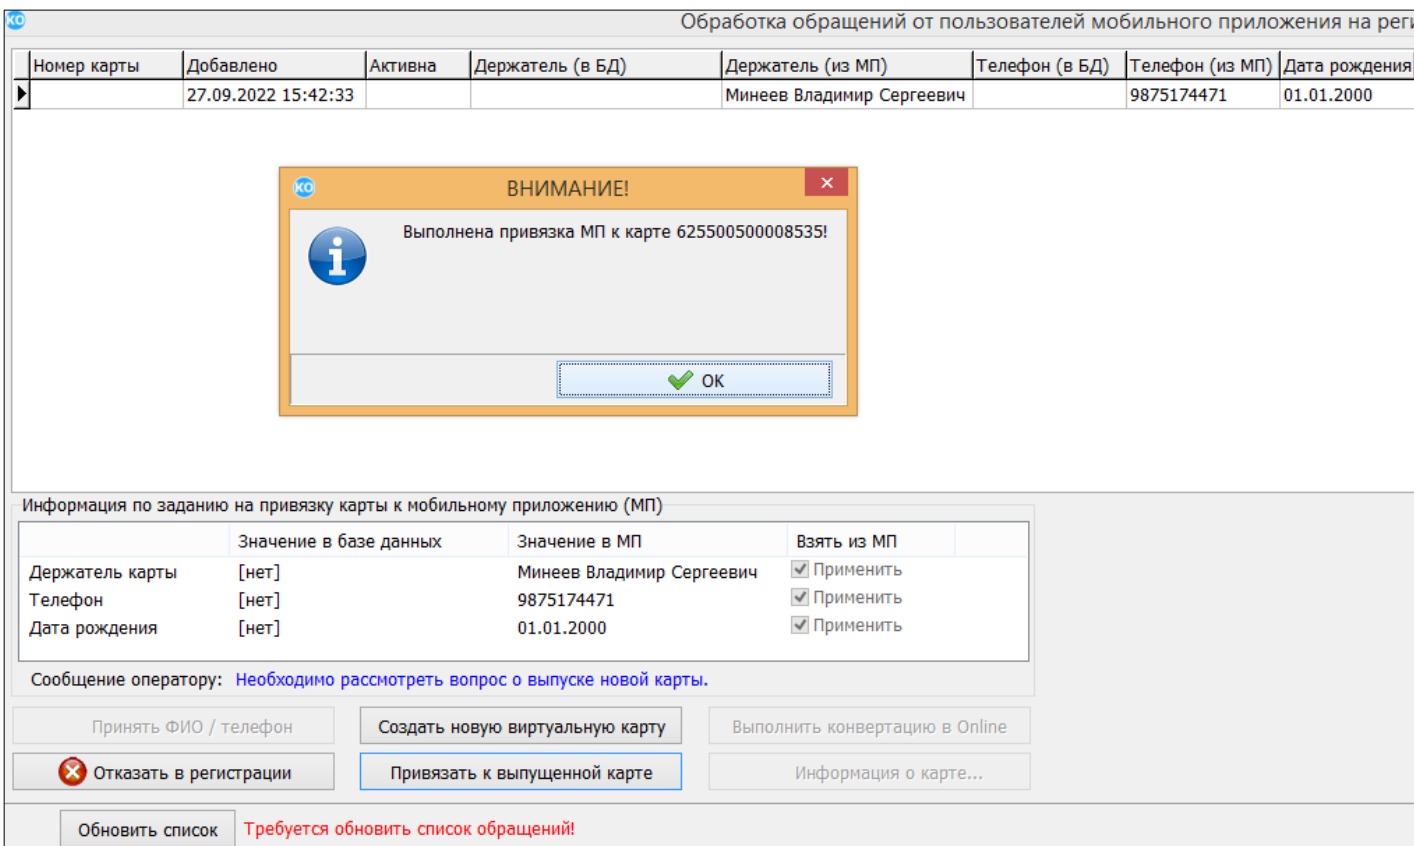 КО
Обработка обращений от пользователей мобильного приложения на реги
Номер карты Добавлено Активна Держатель (в БД) Держатель (из МП) Телефон (в БД) Телефон (из МП) Дата рождения
27.09.2022 15:42:33 Минеев Владимир Сергеевич 9875174471 01.01.2000
КО ВНИМАНИЕ!
Выполнена привязка МП к карте 625500500008535!
ОК
Информация по заданию на привязку карты к мобильному приложению (МП)
Значение в базе данных Значение в МП Взять из МП
Держатель карты [нет] Минеев Владимир Сергеевич Применить
Телефон [нет] 9875174471 Применить
Дата рождения [нет] 01.01.2000 Применить
Сообщение оператору: Необходимо рассмотреть вопрос о выпуске новой карты.
Принять ФИО / телефон Создать новую виртуальную карту Выполнить конвертацию в Online
Отказать в регистрации Привязать к выпущенной карте Информация о карте...
Обновить список Требуется обновить список обращений!